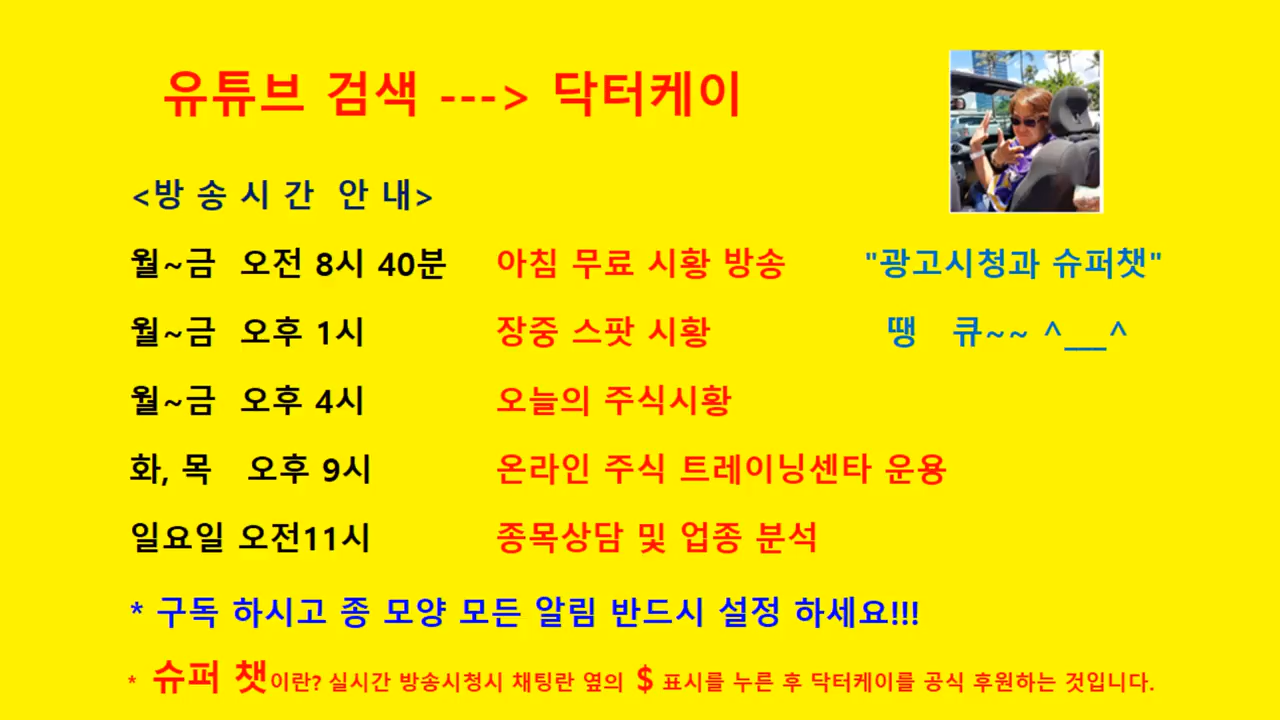 유튜브 검색 ---> 닥터케이
<방 송 시 간 안 내>
월~금 오전 8시 40분 아침 무료 시황 방송 "광고시청과 슈퍼챗"
월~금 오후 1시 장중 스팟 시황 땡 큐~~ ^___^
월~금 오후 4시 오늘의 주식시황
화, 목 오후 9시 온라인 주식 트레이닝센타 운용
일요일 오전11시 종목상담 및 업종 분석
* 구독 하시고 종 모양 모든 알림 반드시 설정 하세요!!!
* 슈퍼 챗이란? 실시간 방송시청시 채팅란 옆의 $ 표시를 누른 후 닥터케이를 공식 후원하는 것입니다.